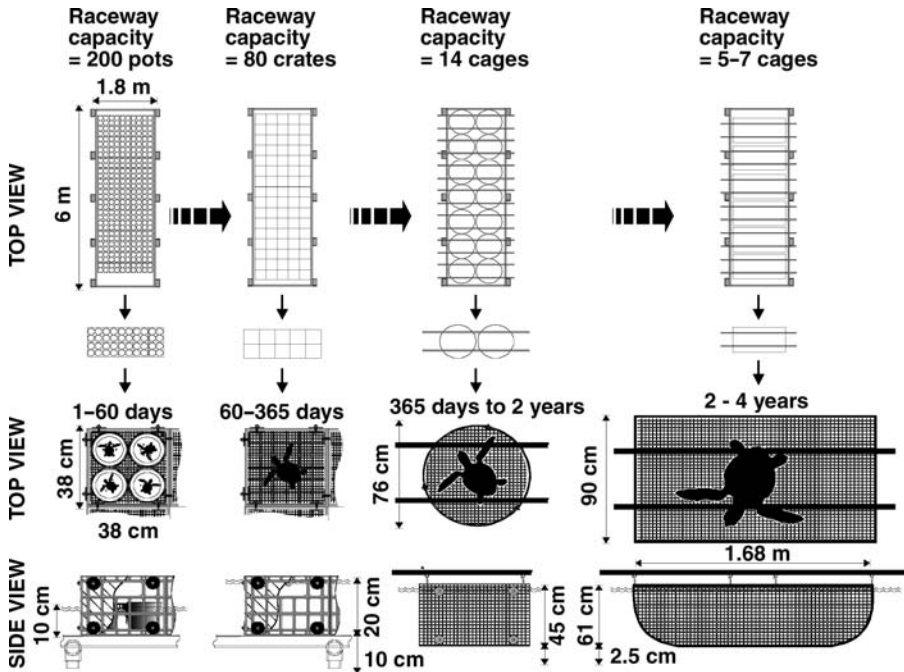 Raceway
capacity
= 200 pots
Raceway
capacity
= 80 crates
Raceway
capacity
= 14 cages
Raceway
capacity
= 5–7 cages
1.8 m
6 m
TOP VIEW
1–60 days
60–365 days
365 days to 2 years
2 - 4 years
TOP VIEW
38 cm
38 cm
76 cm
90 cm
1.68 m
SIDE VIEW
10 cm
20 cm
10 cm
45 cm
61 cm
2.5 cm